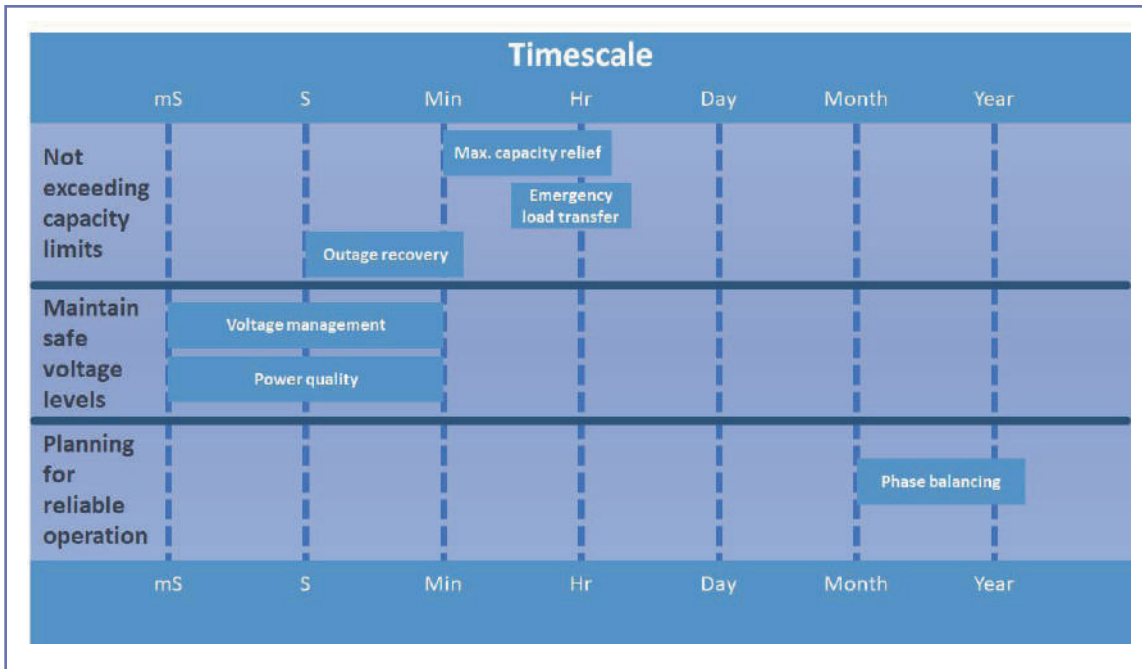 Timescale
mS S Min Hr Day Month Year
Not
exceeding
capacity
limits
Max. capacity relief
Emergency
load transfer
Outage recovery
Maintain
safe
voltage
levels
Voltage management
Power quality
Planning
for
reliable
operation
Phase balancing
mS S Min Hr Day Month Year